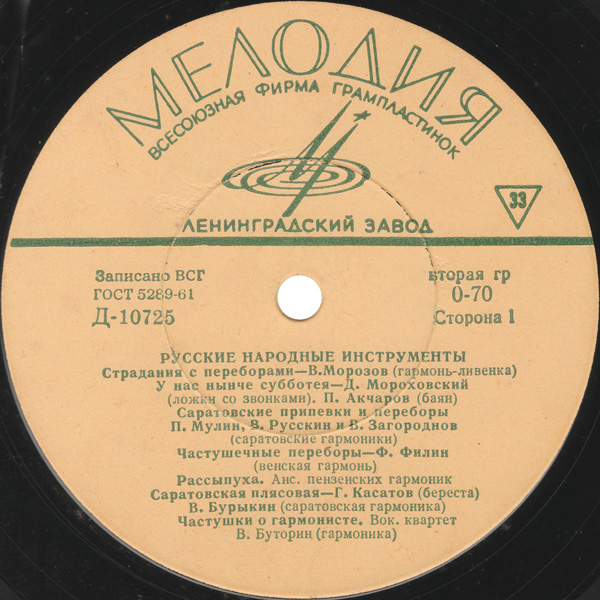 МЕЛОДИЯ
ВСЕСОЮЗНАЯ ФИРМА ГРАМПЛАСТИНОК
ЛЕНИНГРАДСКИЙ ЗАВОД
33
Записано ВСГ
ГОСТ 5289-61
Д-10725
вторая гр
0-70
Сторона 1
РУССКИЕ НАРОДНЫЕ ИНСТРУМЕНТЫ
Страдания с переборами—В.Морозов (гармонь-ливенка)
У нас нынче субботея—Д. Мороховский
(ложки со звонками). П. Акчаров (баян)
Саратовские припевки и переборы
П. Мулин, В. Русскин и В. Загороднов
(саратовские гармоники)
Частушечные переборы—Ф. Филин
(венская гармонь)
Рассыпуха. Анс. пензенских гармоник
Саратовская плясовая—Г. Касатов (береста)
В. Бурыкин (саратовская гармоника)
Частушки о гармонисте. Вок. квартет
В. Буторин (гармоника)